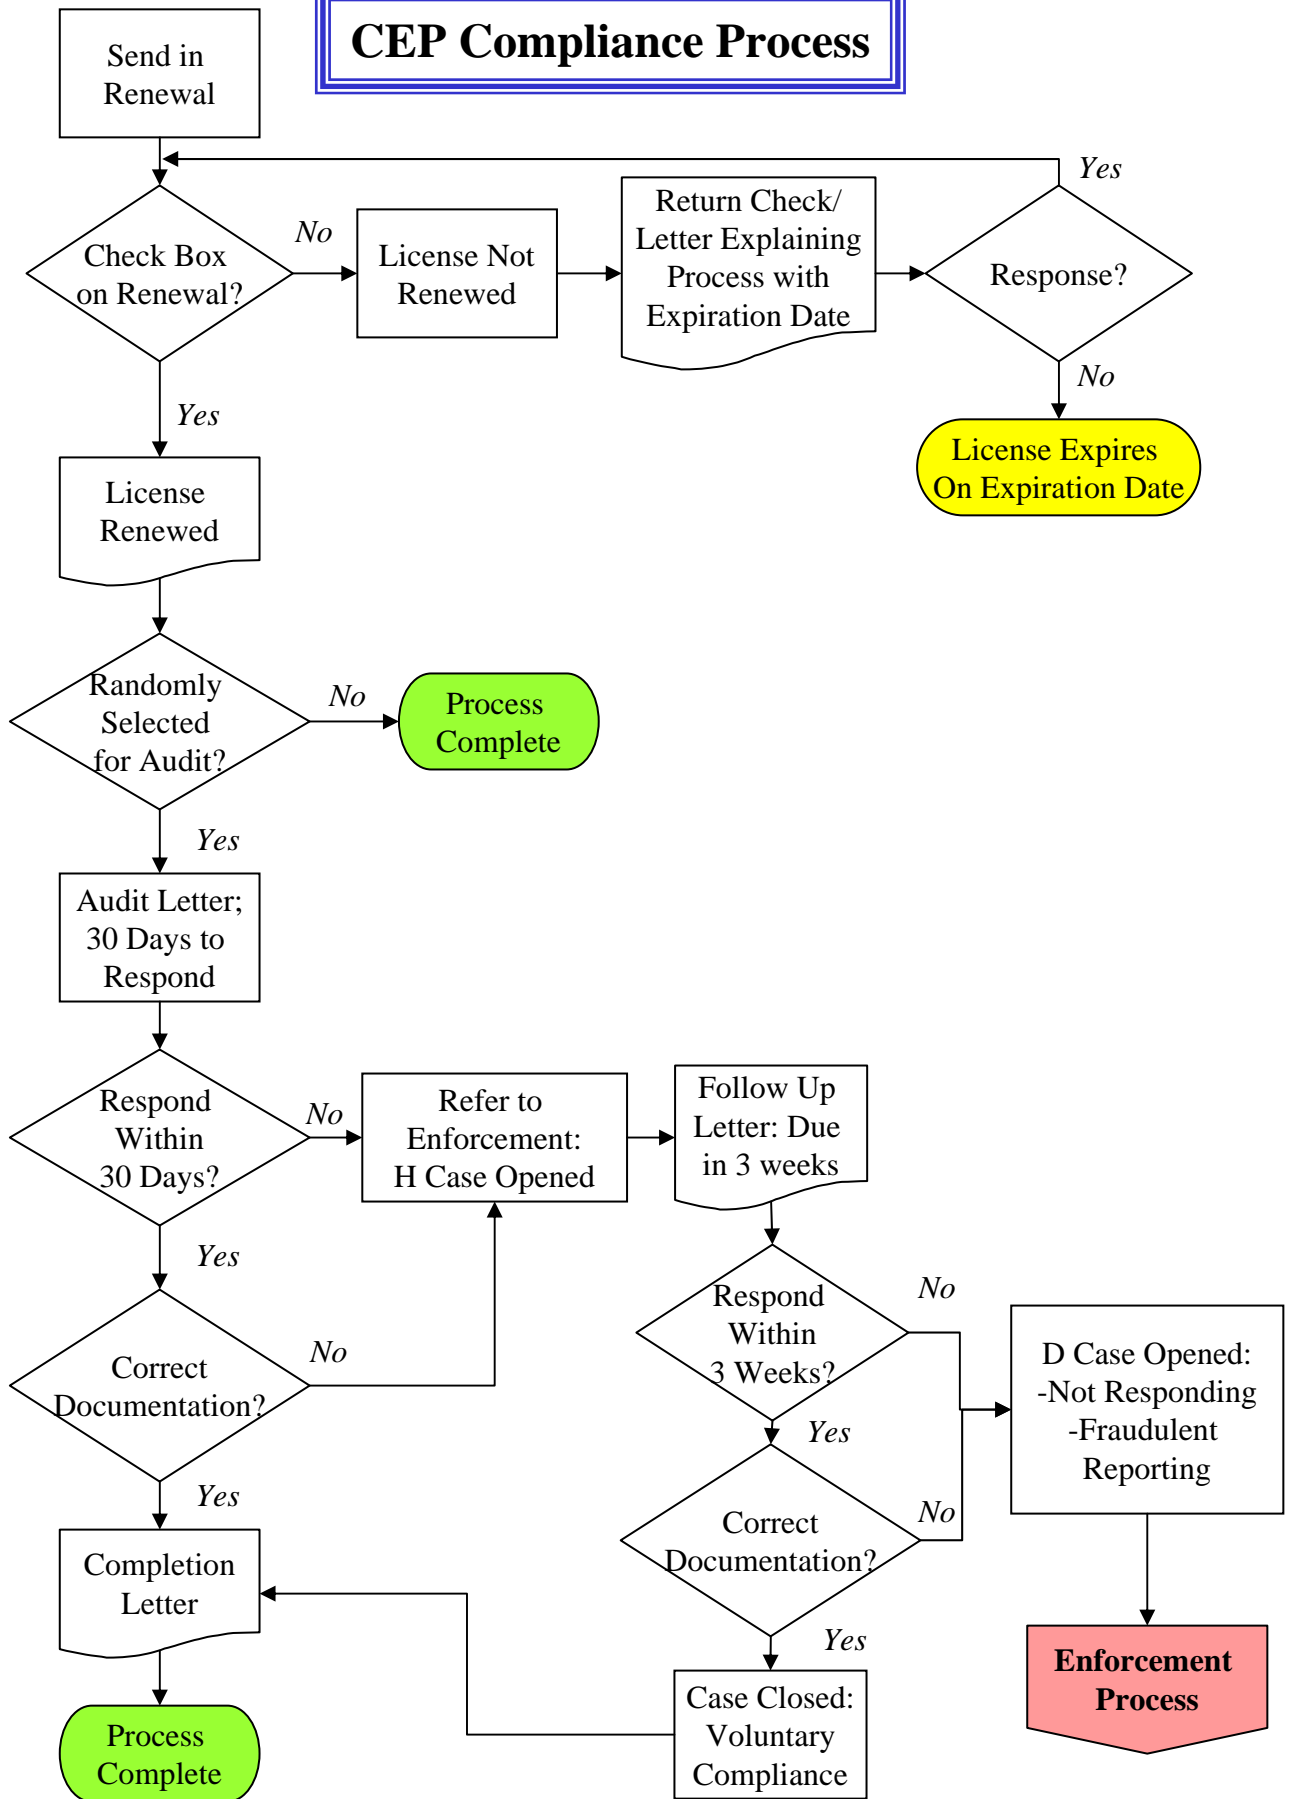 CEP Compliance Process
Send in
Renewal
Yes
Check Box
on Renewal?
No
License Not
Renewed
Return Check/
Letter Explaining
Process with
Expiration Date
Response?
No
License Expires
On Expiration Date
Yes
License
Renewed
Randomly
Selected
for Audit?
No
Process
Complete
Yes
Audit Letter;
30 Days to
Respond
Respond
Within
30 Days?
No
Refer to
Enforcement:
H Case Opened
Follow Up
Letter: Due
in 3 weeks
Yes
Correct
Documentation?
No
Respond
Within
3 Weeks?
No
D Case Opened:
-Not Responding
-Fraudulent
Reporting
Yes
Correct
Documentation?
No
Yes
Completion
Letter
Yes
Case Closed:
Voluntary
Compliance
Enforcement
Process
Process
Complete